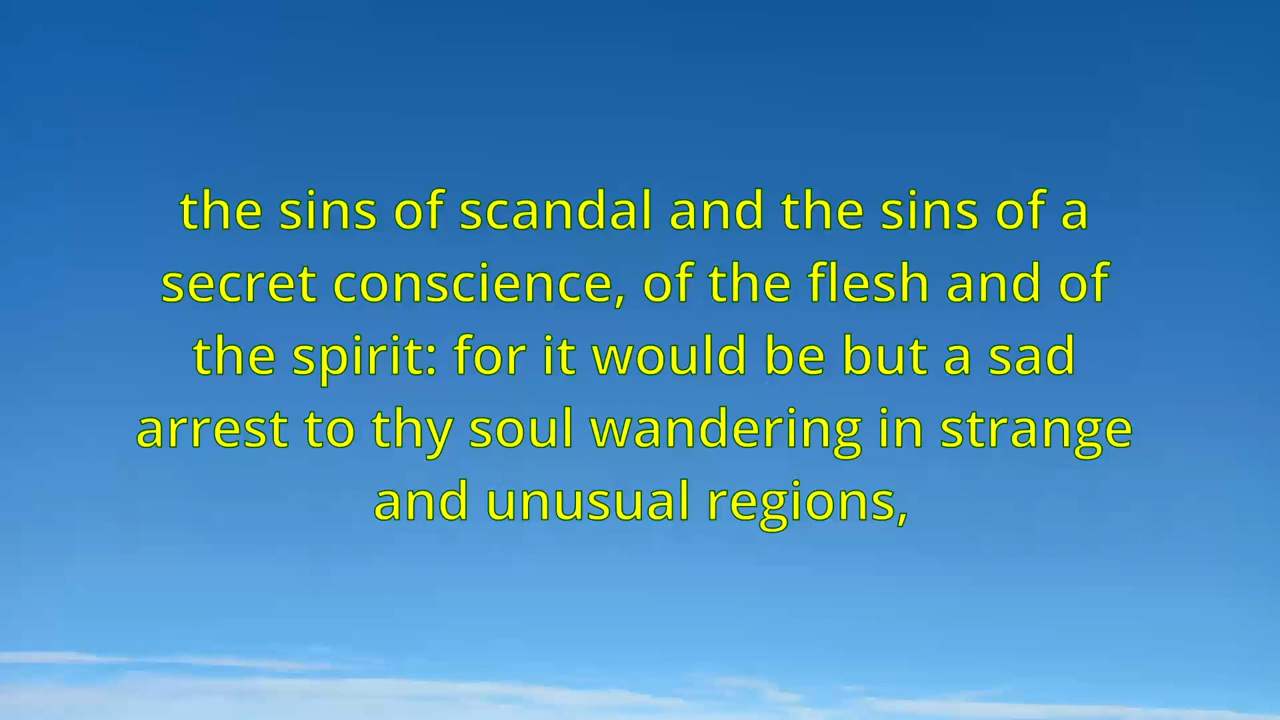 the sins of scandal and the sins of a
secret conscience, of the flesh and of
the spirit: for it would be but a sad
arrest to thy soul wandering in strange
and unusual regions,